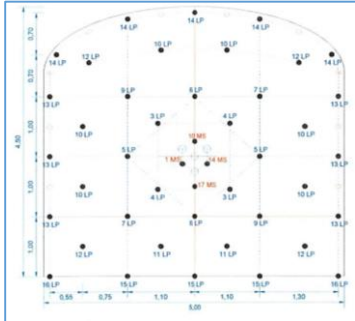 14 LP
14 LP 14 LP
10 LP 10 LP
14 LP 12 LP 12 LP 14 LP
0,70
0,70
13 LP 9 LP 6 LP 7 LP 13 LP
3 LP 4 LP
10 LP 10 LP
1,00
4,50
1 MS 14 MS
13 LP 5 LP 5 LP 13 LP
17 MS
10 LP 4 LP 3 LP 10 LP
1,00
13 LP 7 LP 8 LP 9 LP 13 LP
12 LP 11 LP 11 LP 12 LP
1,00
16 LP 15 LP 15 LP 15 LP 16 LP
0,55 0,75 1,10 1,10 1,30
5,00